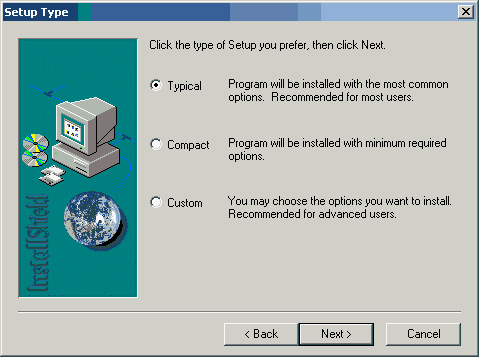 Setup Type
Click the type of Setup you prefer, then click Next.
Typical
Program will be installed with the most common
options. Recommended for most users.
Compact
Program will be installed with minimum required
options.
Custom
You may choose the options you want to install.
Recommended for advanced users.
InstallShield
< Back
Next >
Cancel